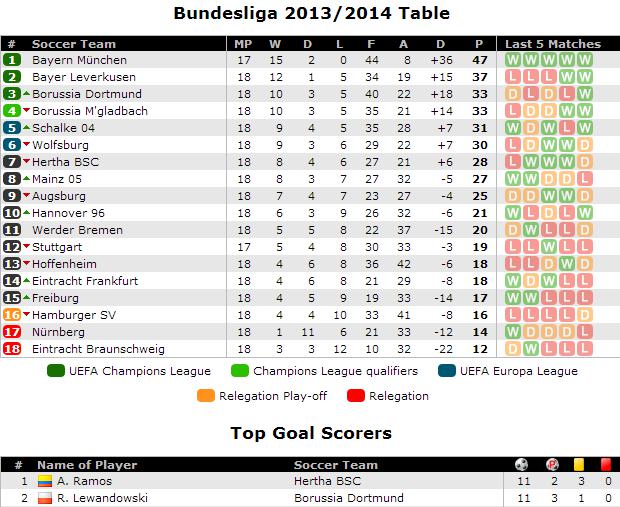 Bundesliga 2013/2014 Table
# Soccer Team MP W D L F A D P Last 5 Matches
1 Bayern München 17 15 2 0 44 8 +36 47 W W W W W
2 Bayer Leverkusen 18 12 1 5 34 19 +15 37 L L L W W
3 Borussia Dortmund 18 10 3 5 40 22 +18 33 D L D L W
4 Borussia M'gladbach 18 10 3 5 35 21 +14 33 L D D W W
5 Schalke 04 18 9 4 5 35 28 +7 31 W D W L W
6 Wolfsburg 18 9 3 6 29 22 +7 30 L D W W D
7 Hertha BSC 18 8 4 6 27 21 +6 28 L W W W D
8 Mainz 05 18 8 3 7 27 32 -5 27 W W D D L
9 Augsburg 18 7 4 7 23 27 -4 25 D D W W D
10 Hannover 96 18 6 3 9 26 32 -6 21 W L D L W
11 Werder Bremen 18 5 5 8 22 37 -15 20 D W L L D
12 Stuttgart 17 5 4 8 30 33 -3 19 L L W L L
13 Hoffenheim 18 4 6 8 36 42 -6 18 L L D W D
14 Eintracht Frankfurt 18 4 6 8 21 29 -8 18 W D W L L
15 Freiburg 18 4 5 9 19 33 -14 17 W W L L L
16 Hamburger SV 18 4 4 10 33 41 -8 16 L L L L D
17 Nürnberg 18 1 11 6 21 33 -12 14 W D D D L
18 Eintracht Braunschweig 18 3 3 12 10 32 -22 12 D W L L L
UEFA Champions League Champions League qualifiers UEFA Europa League
Relegation Play-off Relegation
Top Goal Scorers
# Name of Player Soccer Team
1 A. Ramos Hertha BSC 11 2 3 0
2 R. Lewandowski Borussia Dortmund 11 3 1 0